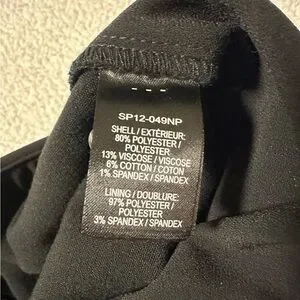 SP12-049NP
SHELL / EXTÉRIEUR:
80% POLYESTER /
POLYESTER
13% VISCOSE / VISCOSE
6% COTTON / COTON
1% SPANDEX / SPANDEX
LINING / DOUBLURE:
97% POLYESTER /
POLYESTER
3% SPANDEX / SPANDEX